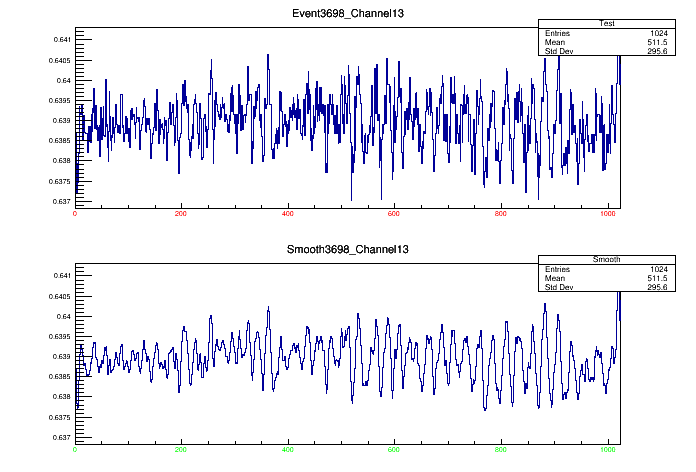 Event3698_Channel13
Test
Entries 1024
Mean 511.5
Std Dev 295.6
0.641
0.6405
0.64
0.6395
0.639
0.6385
0.638
0.6375
0.637
0 200 400 600 800 1000
Smooth3698_Channel13
Smooth
Entries 1024
Mean 511.5
Std Dev 295.6
0.641
0.6405
0.64
0.6395
0.639
0.6385
0.638
0.6375
0.637
0 200 400 600 800 1000